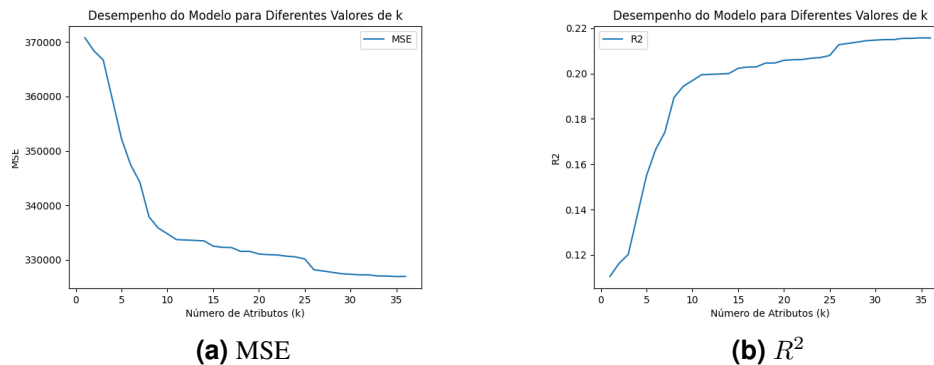 Desempenho do Modelo para Diferentes Valores de k
370000
360000
350000
340000
330000
MSE
MSE
0 5 10 15 20 25 30 35
Número de Atributos (k)
(a) MSE
Desempenho do Modelo para Diferentes Valores de k
0.22
0.20
0.18
0.16
0.14
0.12
R2
R2
0 5 10 15 20 25 30 35
Número de Atributos (k)
(b) R²